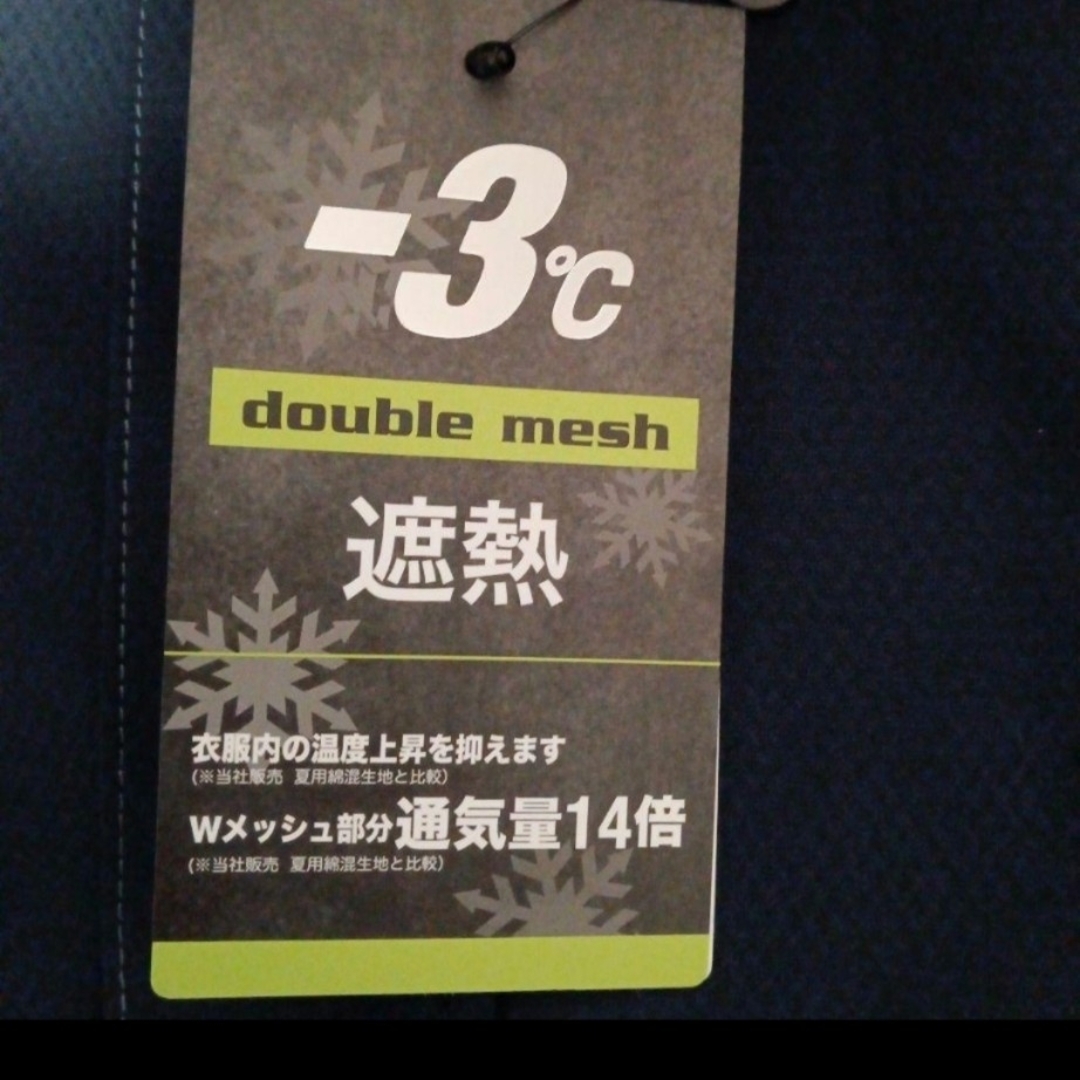 -3℃
double mesh
遮熱
衣服内の温度上昇を抑えます
(※当社販売 夏用綿混生地と比較)
Wメッシュ部分通気量14倍
(※当社販売 夏用綿混生地と比較)